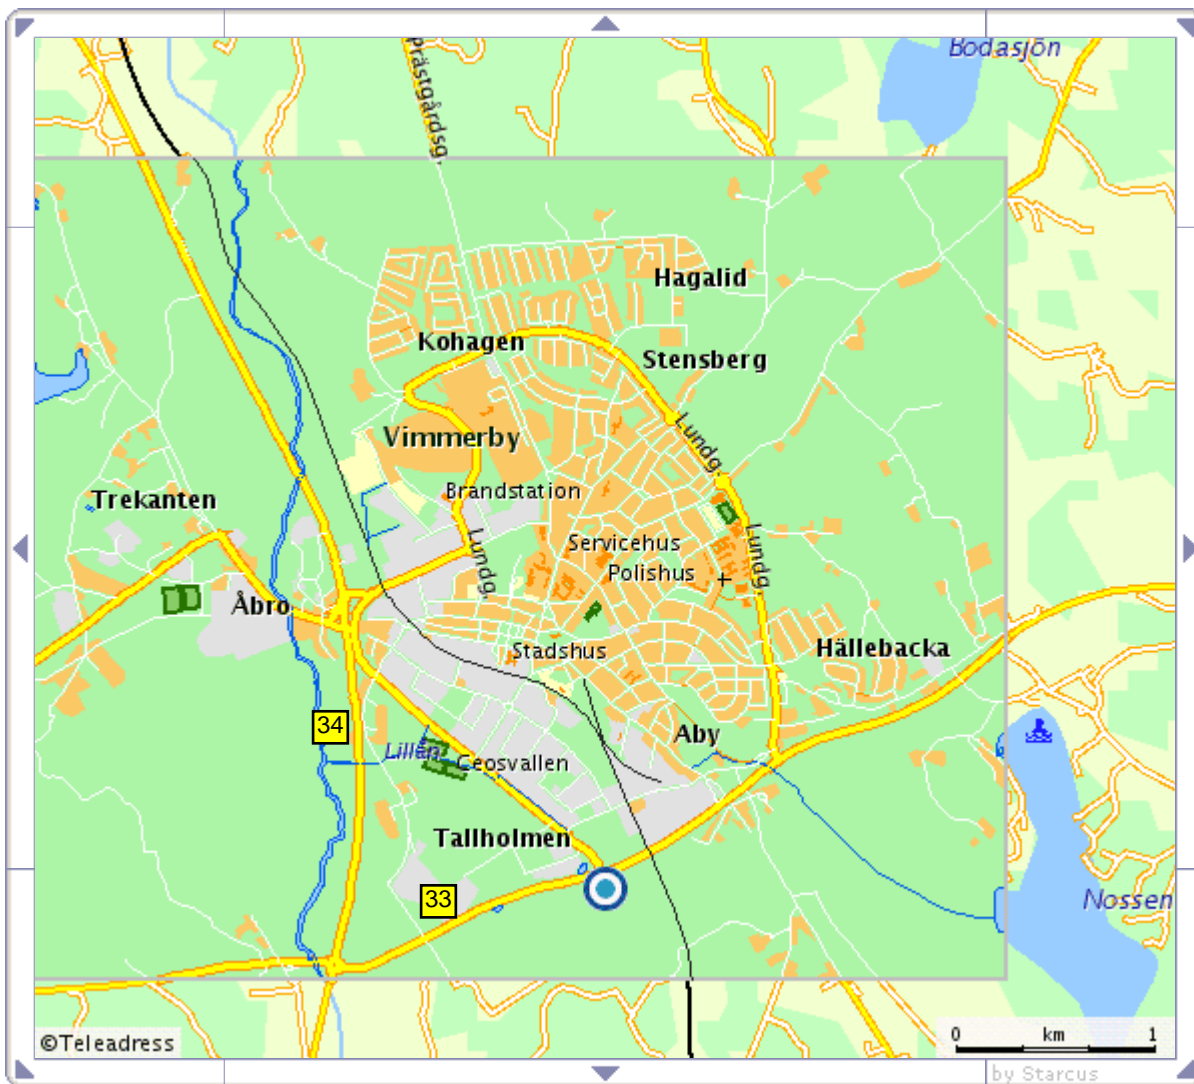 Bodasjön
Prästgårdsg.
Hagalid
Kohagen
Stensberg
Lundg.
Vimmerby
Brandstation
Trekanten
Lundg.
Servicehus
Lundg.
Polishus
BTH
Åbro
Stadshus
Hällebacka
34
Aby
Lillån
Ceosvallen
Tallholmen
33
Nossen
©Teleadress
0 km 1
by Starcus